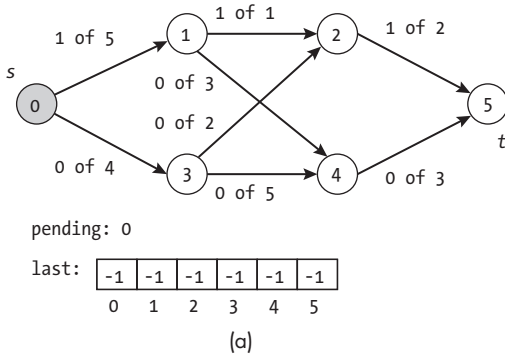 1 of 5
1 of 1
1 of 2
0 of 3
0 of 2
0 of 4
0 of 5
0 of 3
s
t
0
1
2
3
4
5
pending: 0
last: -1 -1 -1 -1 -1 -1
0 1 2 3 4 5
(a)